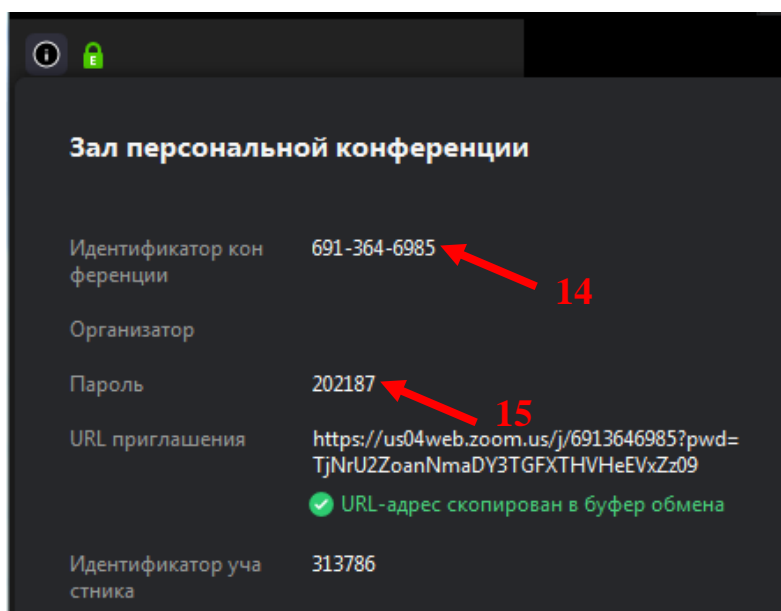 Зал персональной конференции
Идентификатор кон 691-364-6985
ференции
14
Организатор
Пароль 202187
15
URL приглашения https://us04web.zoom.us/j/6913646985?pwd=
TjNrU2ZoanNmaDY3TGFXTHVHeEVxZz09
URL-адрес скопирован в буфер обмена
Идентификатор уча 313786
стника